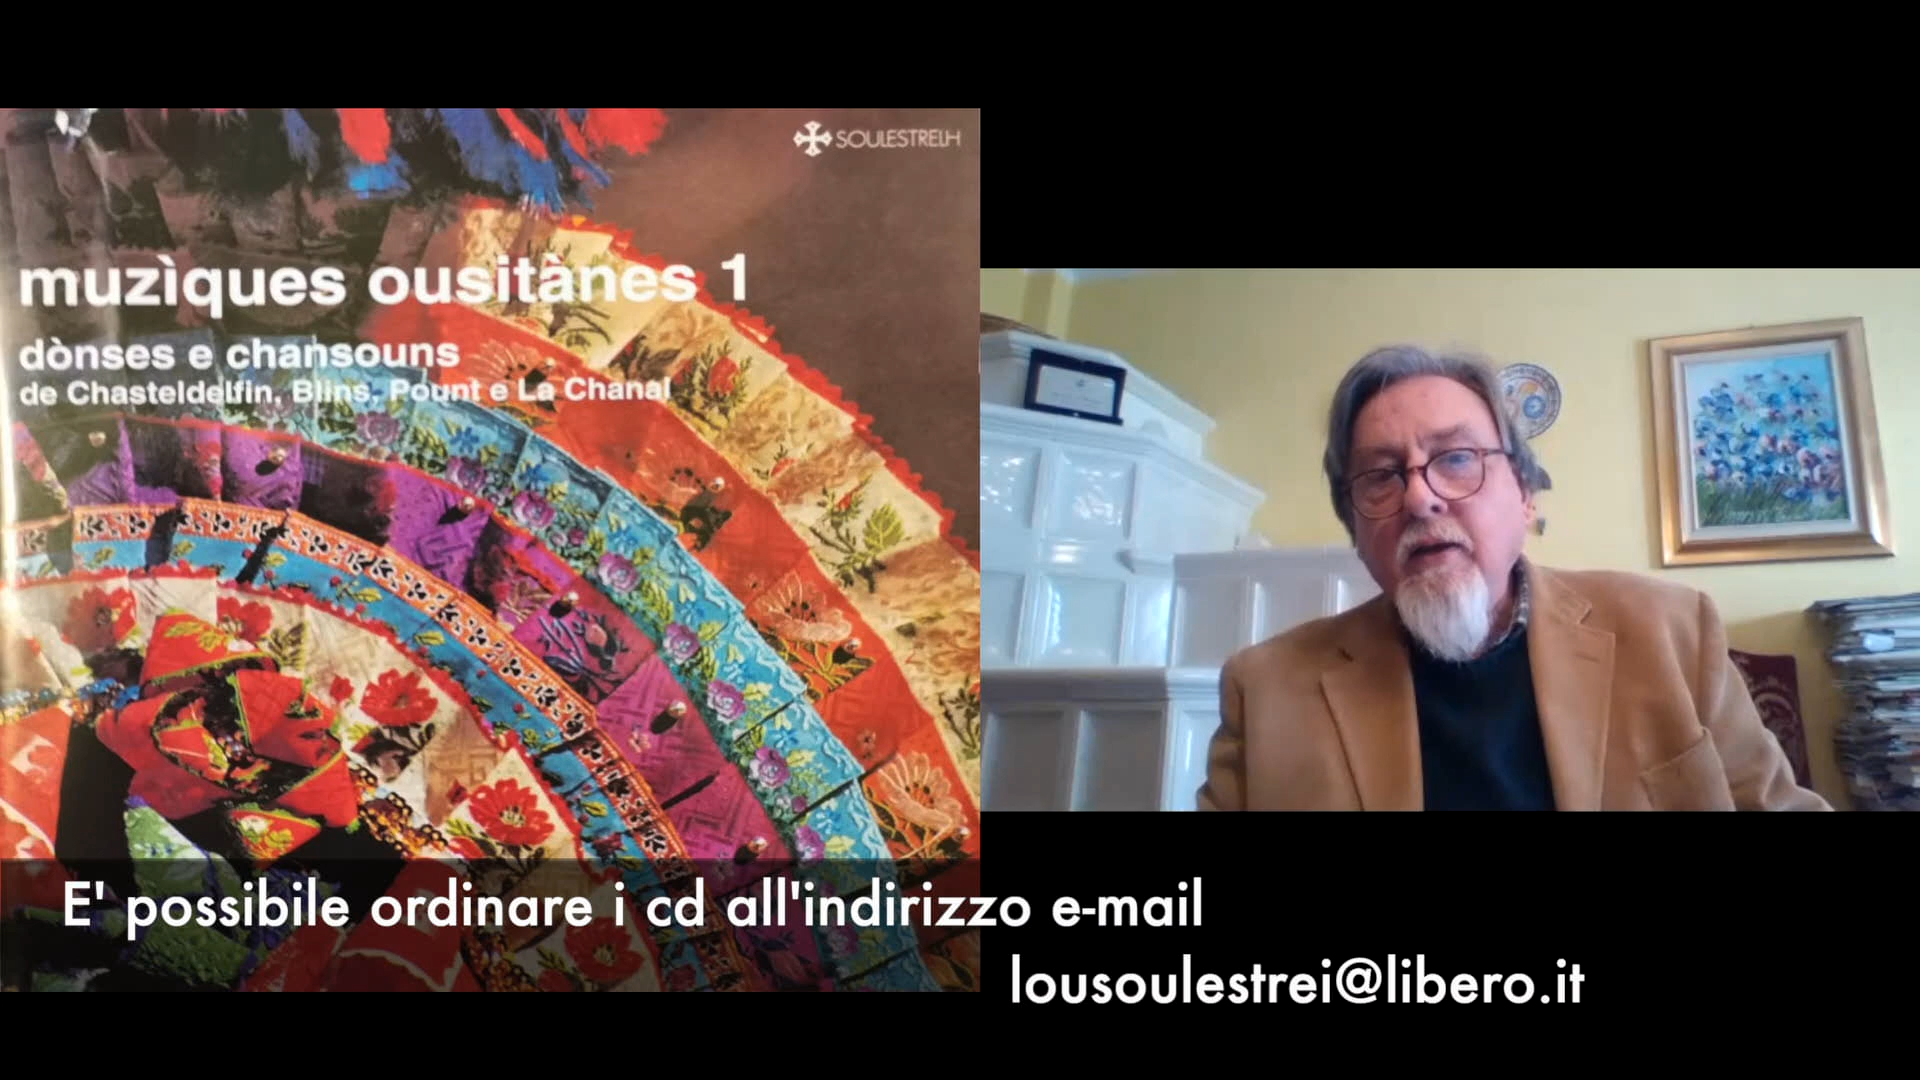 SOULESTRELH
muzìques ousitànes 1
dònses e chansouns
de Chasteldelfin, Blins, Pount e La Chanal
E' possibile ordinare i cd all'indirizzo e-mail
lousoulestrei@libero.it